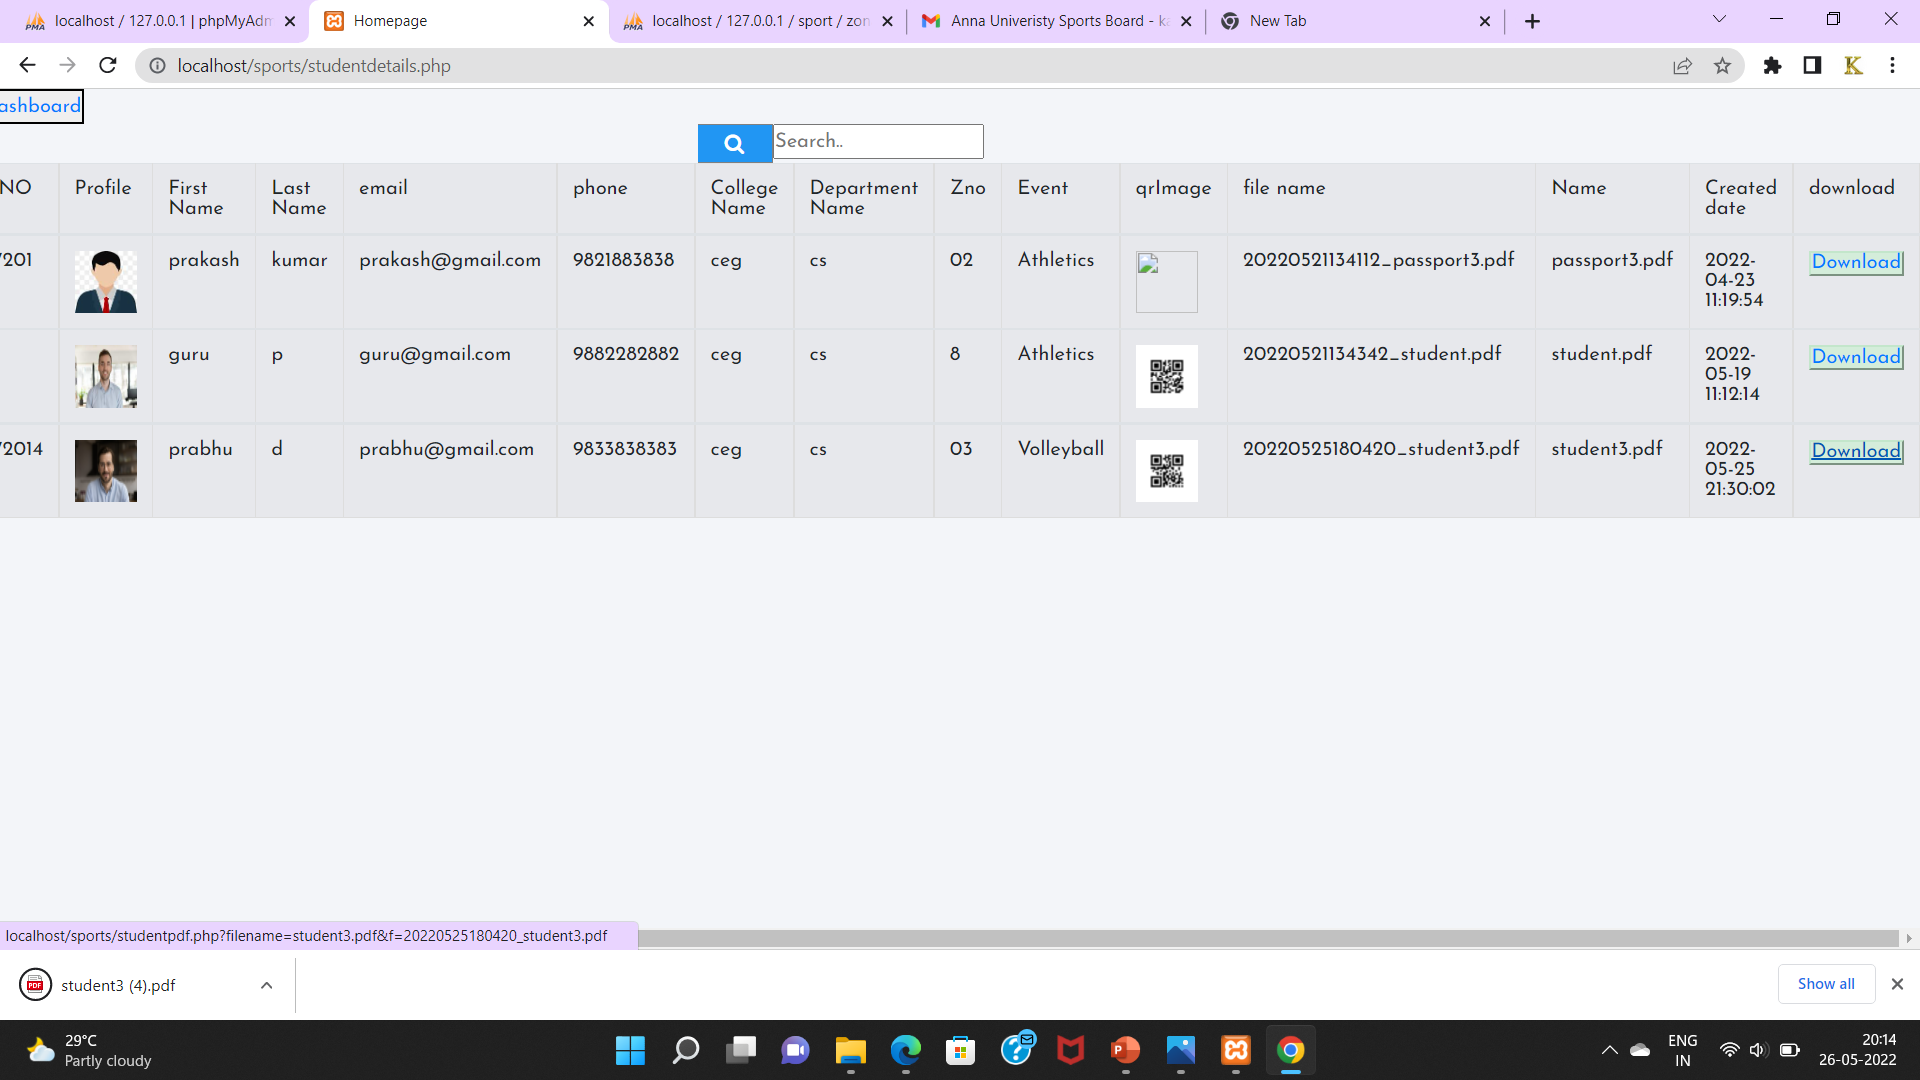 localhost / 127.0.0.1 | phpMyAdm
Homepage
localhost / 127.0.0.1 / sport / zon
Anna Univeristy Sports Board - ka
New Tab
localhost/sports/studentdetails.php
K
ashboard
Search..
NO Profile First Name Last Name email phone College Name Department Name Zno Event qrImage file name Name Created date download
/201 prakash kumar prakash@gmail.com 9821883838 ceg cs 02 Athletics 20220521134112_passport3.pdf passport3.pdf 2022-04-23 11:19:54 Download
guru p guru@gmail.com 9882282882 ceg cs 8 Athletics 20220521134342_student.pdf student.pdf 2022-05-19 11:12:14 Download
/2014 prabhu d prabhu@gmail.com 9833838383 ceg cs 03 Volleyball 20220525180420_student3.pdf student3.pdf 2022-05-25 21:30:02 Download
localhost/sports/studentpdf.php?filename=student3.pdf&f=20220525180420_student3.pdf
PDF
student3 (4).pdf
Show all
29°C
Partly cloudy
ENG
IN
20:14
26-05-2022